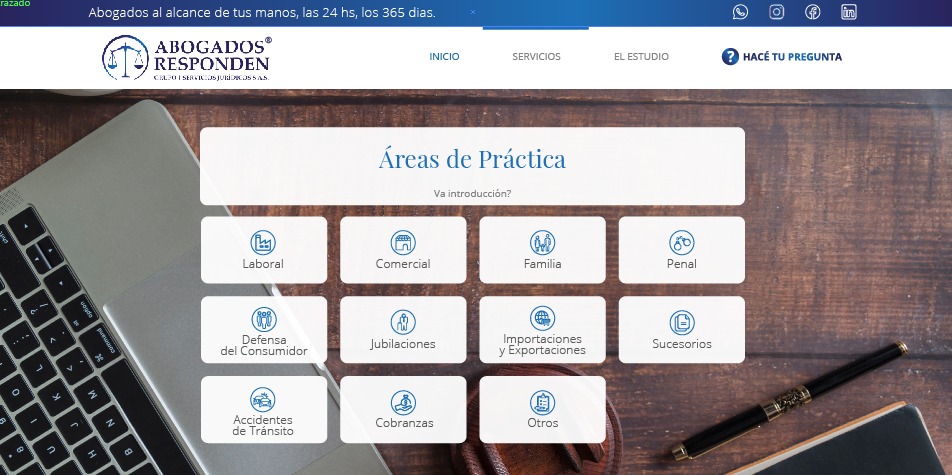 razado
Abogados al alcance de tus manos, las 24 hs, los 365 dias.
ABOGADOS®
RESPONDEN
GRUPO 1 SERVICIOS JURÍDICOS S.A.S.
INICIO
SERVICIOS
EL ESTUDIO
? HACÉ TU PREGUNTA
Áreas de Práctica
Va introducción?
Laboral
Comercial
Familia
Penal
Defensa
del Consumidor
Jubilaciones
Importaciones
y Exportaciones
Sucesorios
Accidentes
de Tránsito
Cobranzas
Otros